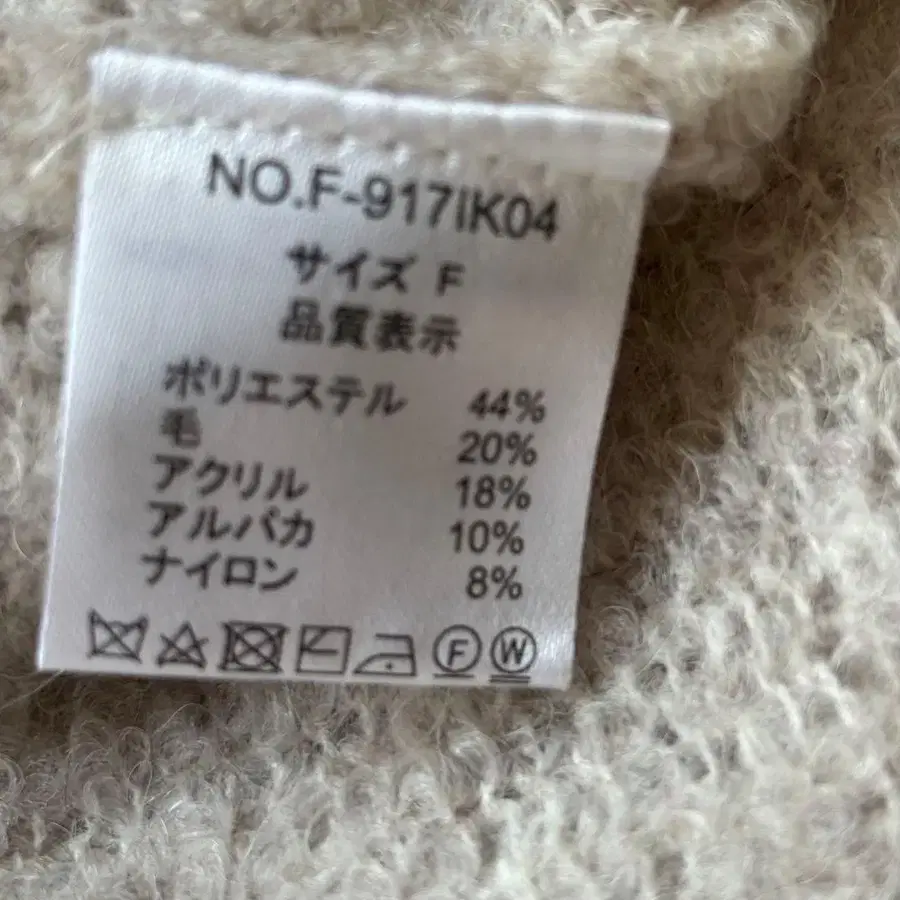 NO.F-917IK04
サイズ F
品質表示
ポリエステル 44%
毛 20%
アクリル 18%
アルパカ 10%
ナイロン 8%
F W